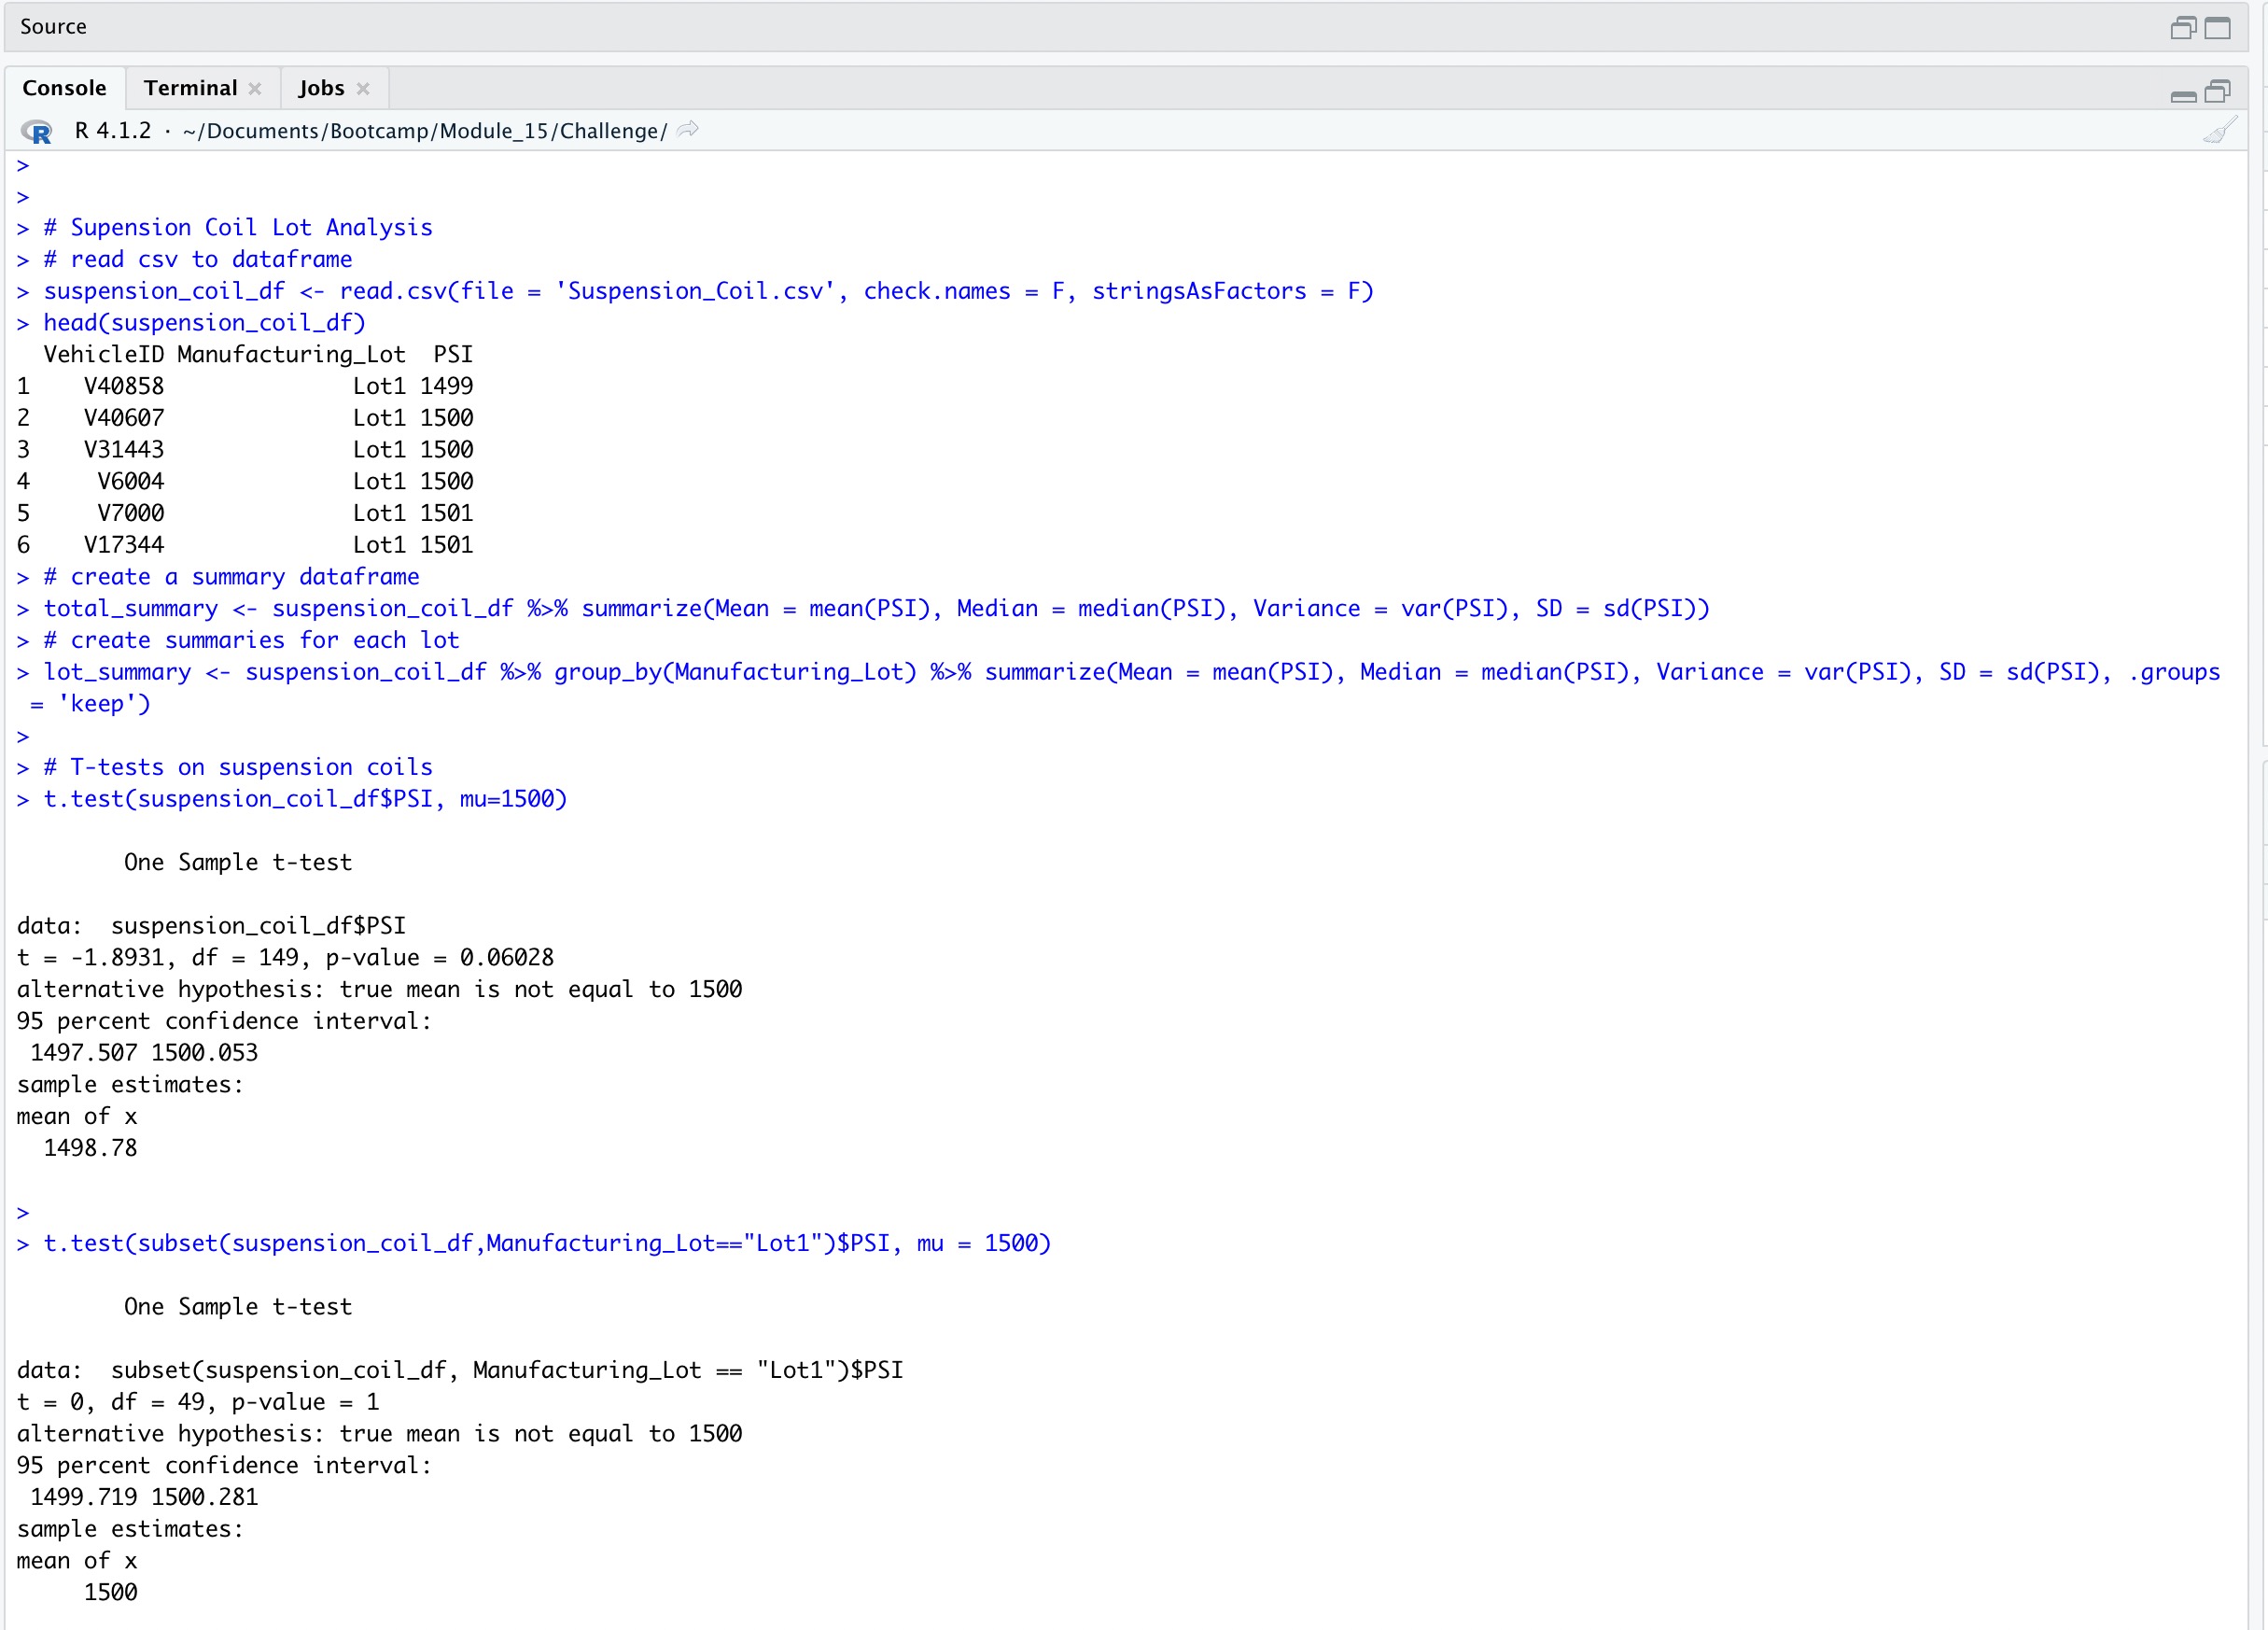 Source
Console Terminal Jobs
R R 4.1.2 · ~/Documents/Bootcamp/Module_15/Challenge/
>
>
> # Supension Coil Lot Analysis
> # read csv to dataframe
> suspension_coil_df <- read.csv(file = 'Suspension_Coil.csv', check.names = F, stringsAsFactors = F)
> head(suspension_coil_df)
  VehicleID Manufacturing_Lot  PSI
1    V40858              Lot1 1499
2    V40607              Lot1 1500
3    V31443              Lot1 1500
4     V6004              Lot1 1500
5     V7000              Lot1 1501
6    V17344              Lot1 1501
> # create a summary dataframe
> total_summary <- suspension_coil_df %>% summarize(Mean = mean(PSI), Median = median(PSI), Variance = var(PSI), SD = sd(PSI))
> # create summaries for each lot
> lot_summary <- suspension_coil_df %>% group_by(Manufacturing_Lot) %>% summarize(Mean = mean(PSI), Median = median(PSI), Variance = var(PSI), SD = sd(PSI), .groups
 = 'keep')
>
> # T-tests on suspension coils
> t.test(suspension_coil_df$PSI, mu=1500)
        One Sample t-test
data:  suspension_coil_df$PSI
t = -1.8931, df = 149, p-value = 0.06028
alternative hypothesis: true mean is not equal to 1500
95 percent confidence interval:
 1497.507 1500.053
sample estimates:
mean of x
  1498.78
>
> t.test(subset(suspension_coil_df,Manufacturing_Lot=="Lot1")$PSI, mu = 1500)
        One Sample t-test
data:  subset(suspension_coil_df, Manufacturing_Lot == "Lot1")$PSI
t = 0, df = 49, p-value = 1
alternative hypothesis: true mean is not equal to 1500
95 percent confidence interval:
 1499.719 1500.281
sample estimates:
mean of x
     1500